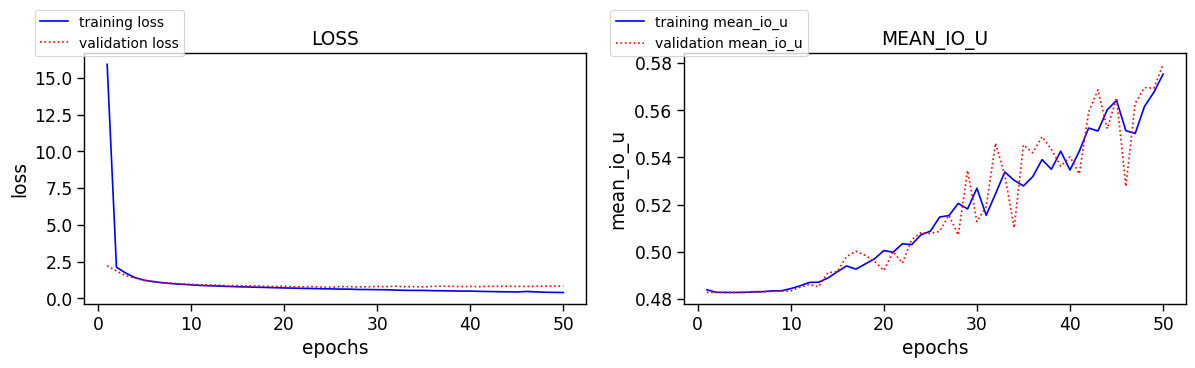 training loss
validation loss
LOSS
15.0
12.5
10.0
7.5
5.0
2.5
0.0
loss
0 10 20 30 40 50
epochs
training mean_io_u
validation mean_io_u
MEAN_IO_U
0.58
0.56
0.54
0.52
0.50
0.48
mean_io_u
0 10 20 30 40 50
epochs